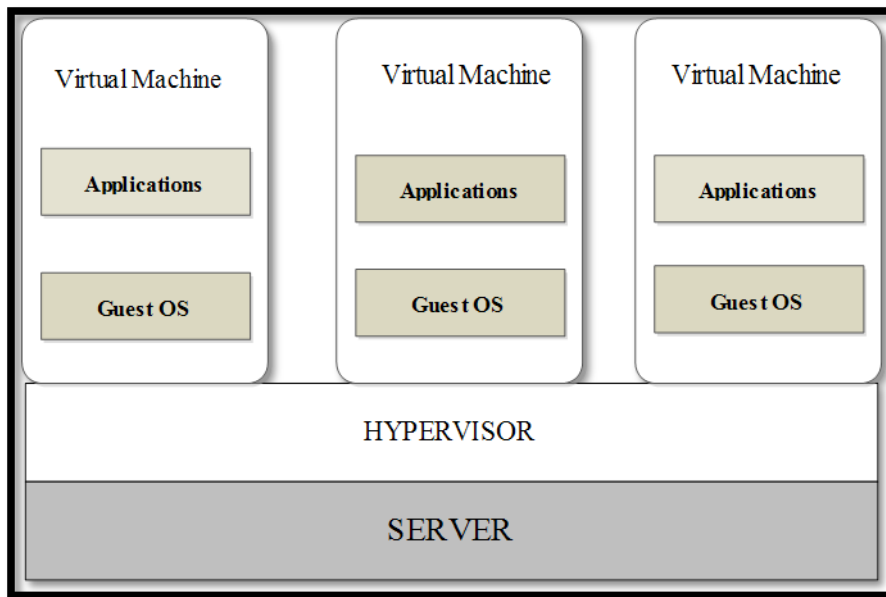 Virtual Machine
Virtual Machine
Virtual Machine
Applications
Applications
Applications
Guest OS
Guest OS
Guest OS
HYPERVISOR
SERVER